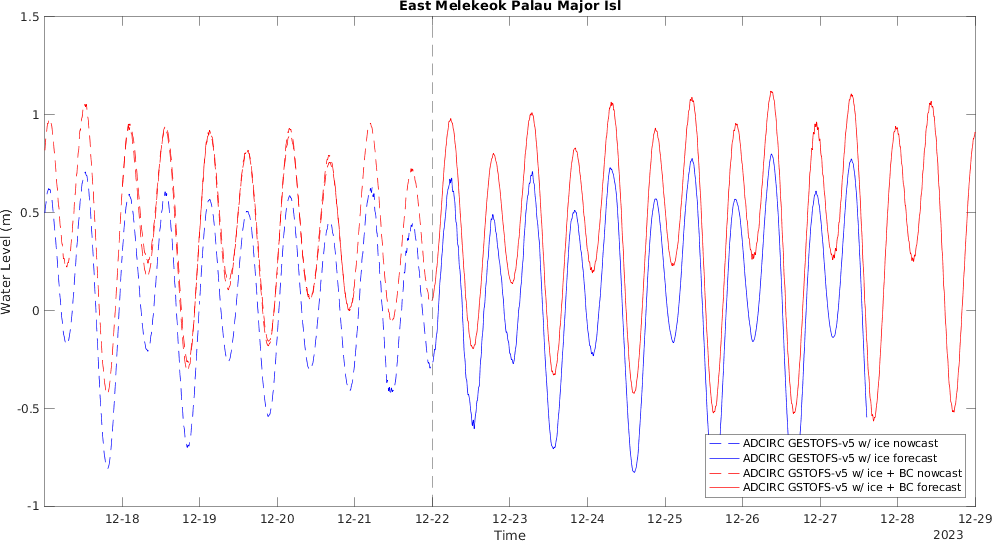 East Melekeok Palau Major Isl
1.5
1
0.5
0
-0.5
-1
Water Level (m)
12-18 12-19 12-20 12-21 12-22 12-23 12-24 12-25 12-26 12-27 12-28 12-29
Time
2023
ADCIRC GESTOFS-v5 w/ ice nowcast
ADCIRC GESTOFS-v5 w/ ice forecast
ADCIRC GSTOFS-v5 w/ ice + BC nowcast
ADCIRC GSTOFS-v5 w/ ice + BC forecast